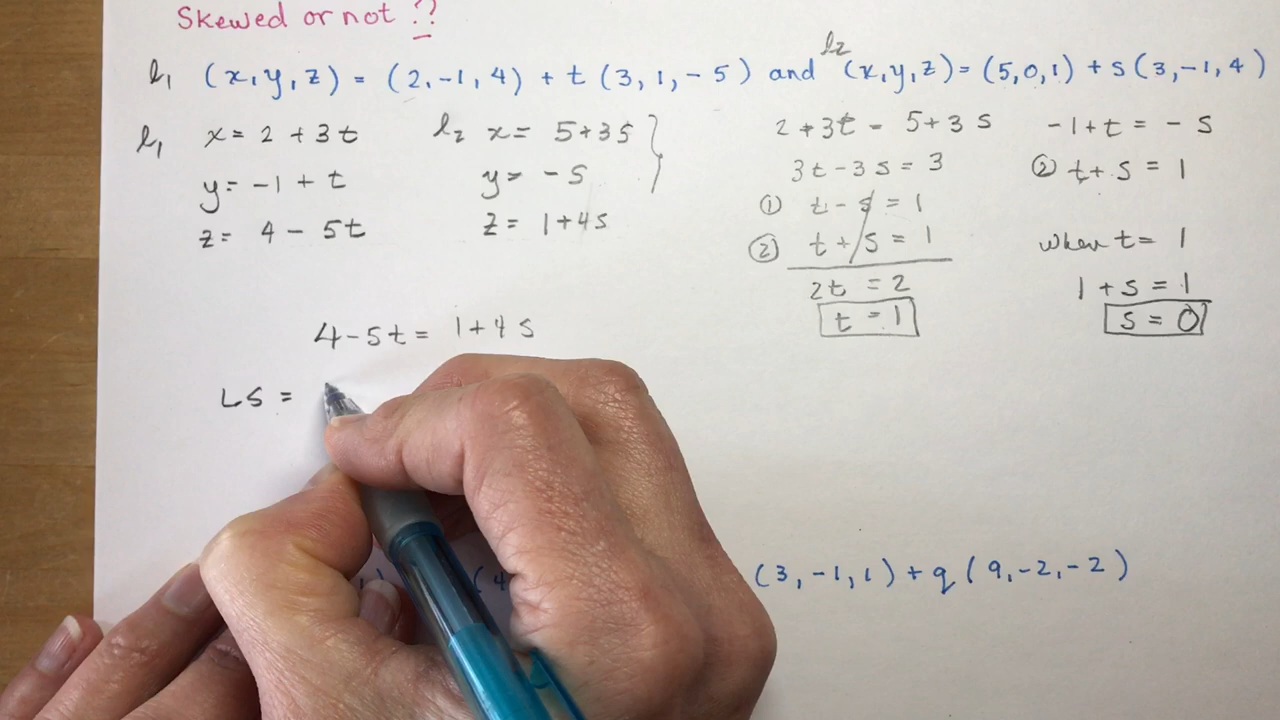 Skewed or not ??
l₁ (x,y,z) = (2,-1,4) + t(3,1,-5) and l₂ (x,y,z) = (5,0,1) + s(3,-1,4)
l₁ x = 2 + 3t
y = -1 + t
z = 4 - 5t
l₂ x = 5+3s
y = -s
z = 1+4s
2+3t = 5+3s
3t-3s = 3
① t-s = 1
② t+s = 1
2t = 2
t = 1
-1+t = -s
② t+s = 1
when t= 1
1+s = 1
s = 0
4-5t = 1+4s
LS =
(3,-1,1) + q(9,-2,-2)